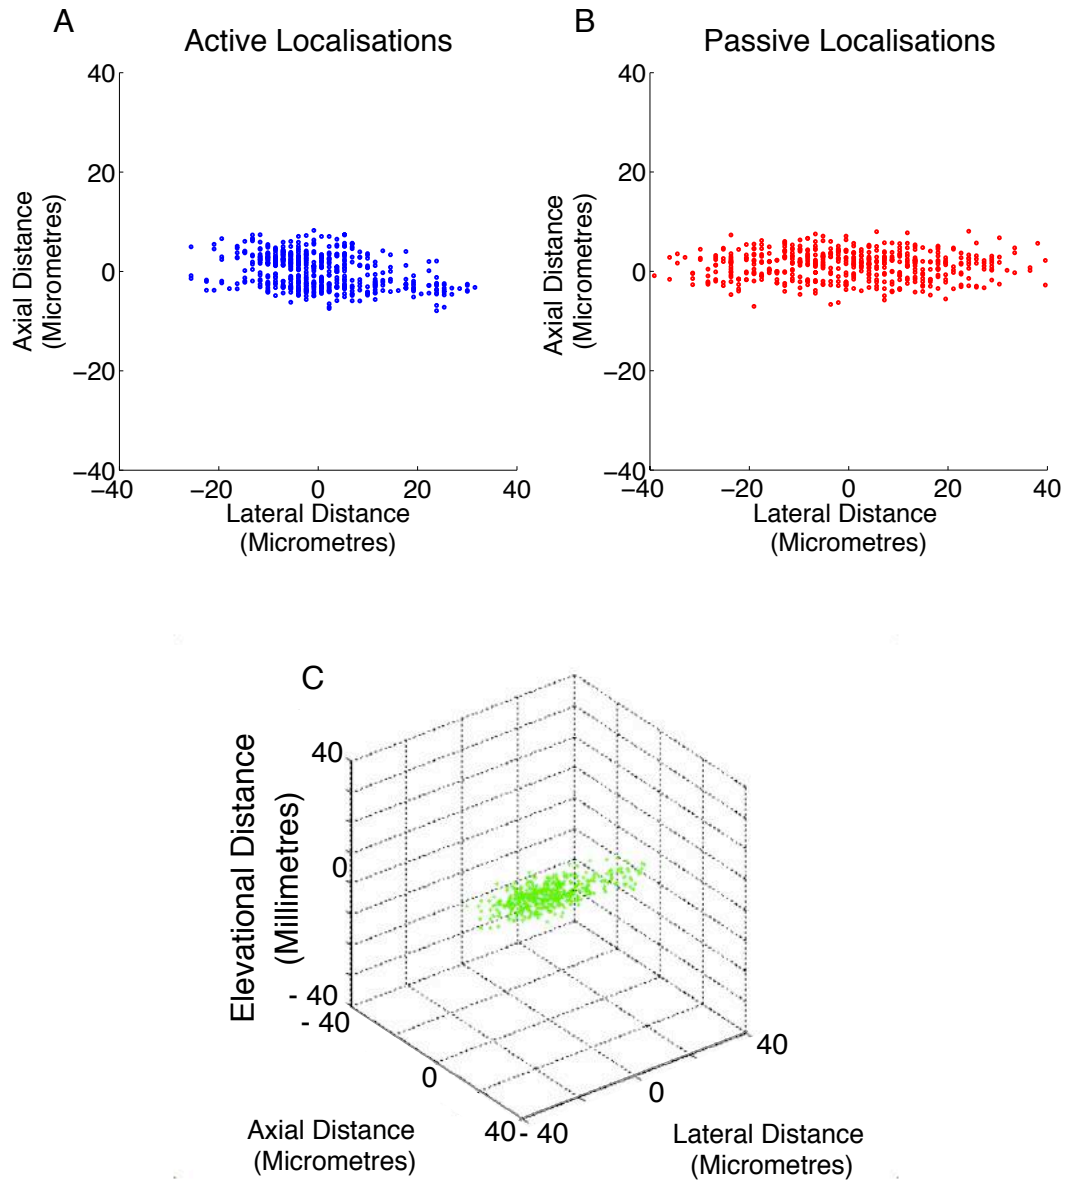 A
Active Localisations
40
20
0
−20
−40
−40
−20
0
20
40
Axial Distance
(Micrometres)
Lateral Distance
(Micrometres)
B
Passive Localisations
40
20
0
−20
−40
−40
−20
0
20
40
Axial Distance
(Micrometres)
Lateral Distance
(Micrometres)
C
40
0
- 40
Elevational Distance
(Millimetres)
- 40
0
40
Axial Distance
(Micrometres)
- 40
0
40
Lateral Distance
(Micrometres)